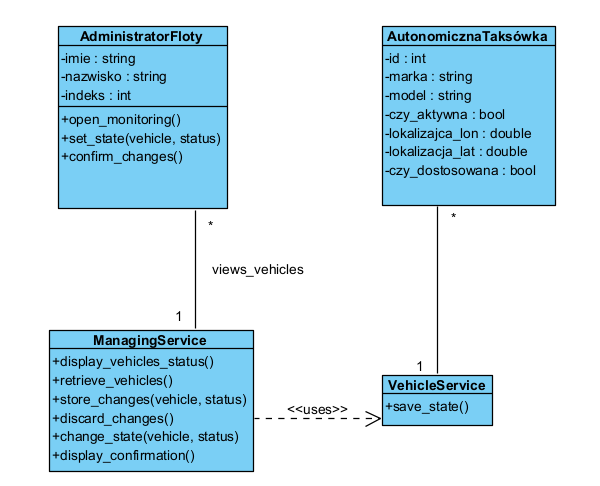 AdministratorFloty
-imie : string
-nazwisko : string
-indeks : int
+open_monitoring()
+set_state(vehicle, status)
+confirm_changes()
AutonomicznaTaksówka
-id : int
-marka : string
-model : string
-czy_aktywna : bool
-lokalizajca_lon : double
-lokalizacja_lat : double
-czy_dostosowana : bool
*
views_vehicles
1
*
1
ManagingService
+display_vehicles_status()
+retrieve_vehicles()
+store_changes(vehicle, status)
+discard_changes()
+change_state(vehicle, status)
+display_confirmation()
<<uses>>
VehicleService
+save_state()